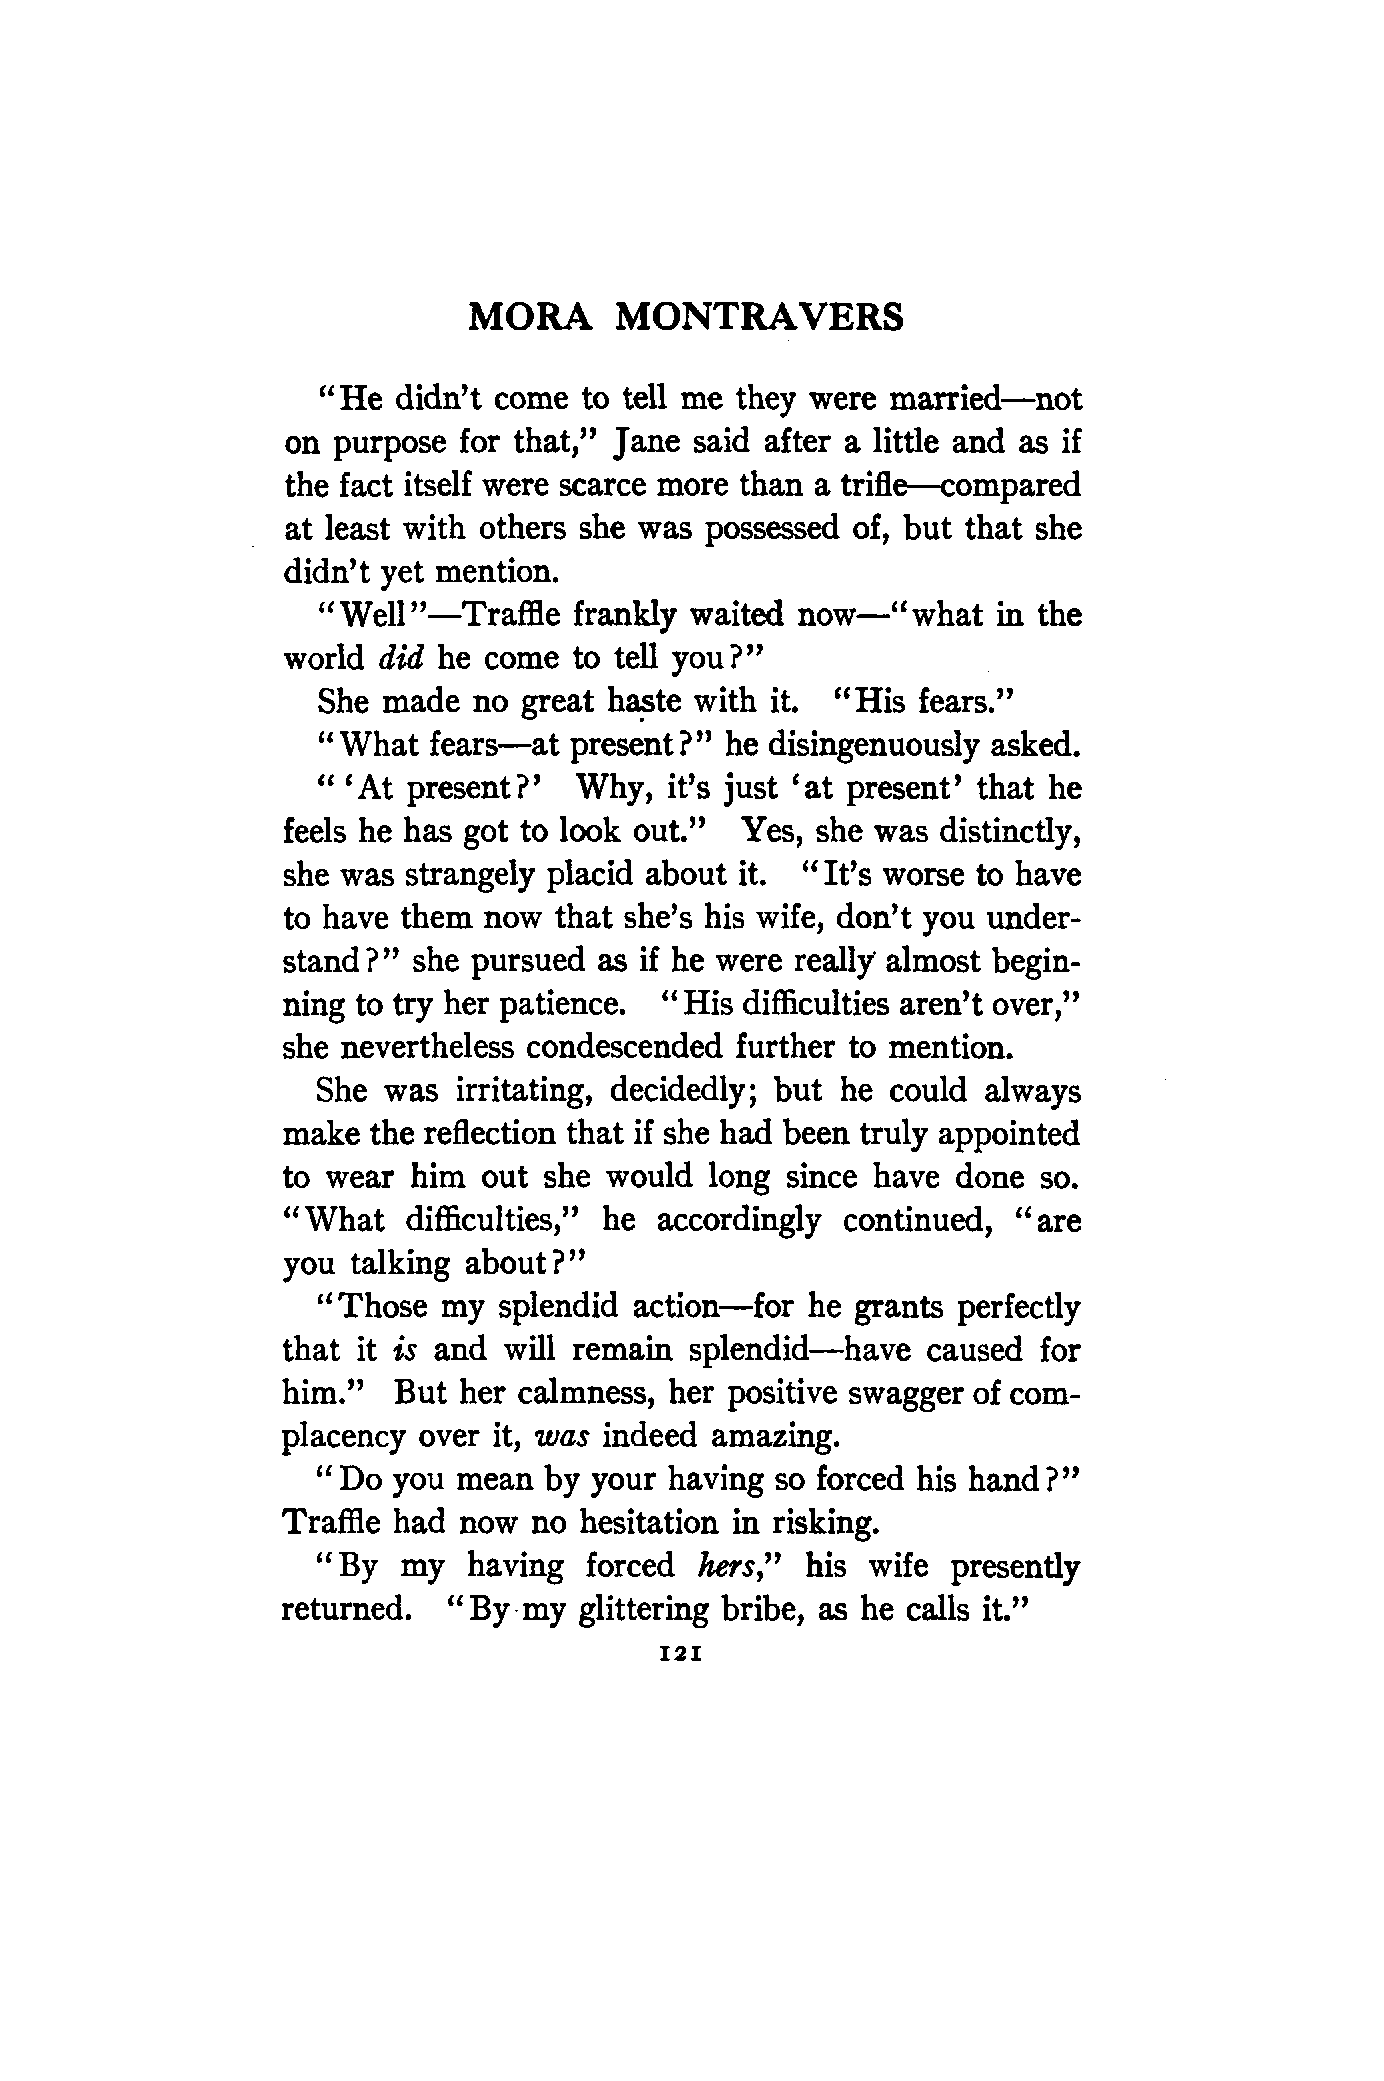 MORA MONTRAVERS
“He didn’t come to tell me they were married—not
on purpose for that,” Jane said after a little and as if
the fact itself were scarce more than a trifle—compared
at least with others she was possessed of, but that she
didn’t yet mention.
“Well”—Traffle frankly waited now—“what in the
world did he come to tell you?”
She made no great haste with it. “His fears.”
“What fears—at present?” he disingenuously asked.
“ ‘At present?’ Why, it’s just ‘at present’ that he
feels he has got to look out.” Yes, she was distinctly,
she was strangely placid about it. “It’s worse to have
to have them now that she’s his wife, don’t you under-
stand?” she pursued as if he were really almost begin-
ning to try her patience. “His difficulties aren’t over,”
she nevertheless condescended further to mention.
She was irritating, decidedly; but he could always
make the reflection that if she had been truly appointed
to wear him out she would long since have done so.
“What difficulties,” he accordingly continued, “are
you talking about?”
“Those my splendid action—for he grants perfectly
that it is and will remain splendid—have caused for
him.” But her calmness, her positive swagger of com-
placency over it, was indeed amazing.
“Do you mean by your having so forced his hand?”
Traffle had now no hesitation in risking.
“By my having forced hers,” his wife presently
returned. “By my glittering bribe, as he calls it.”
121